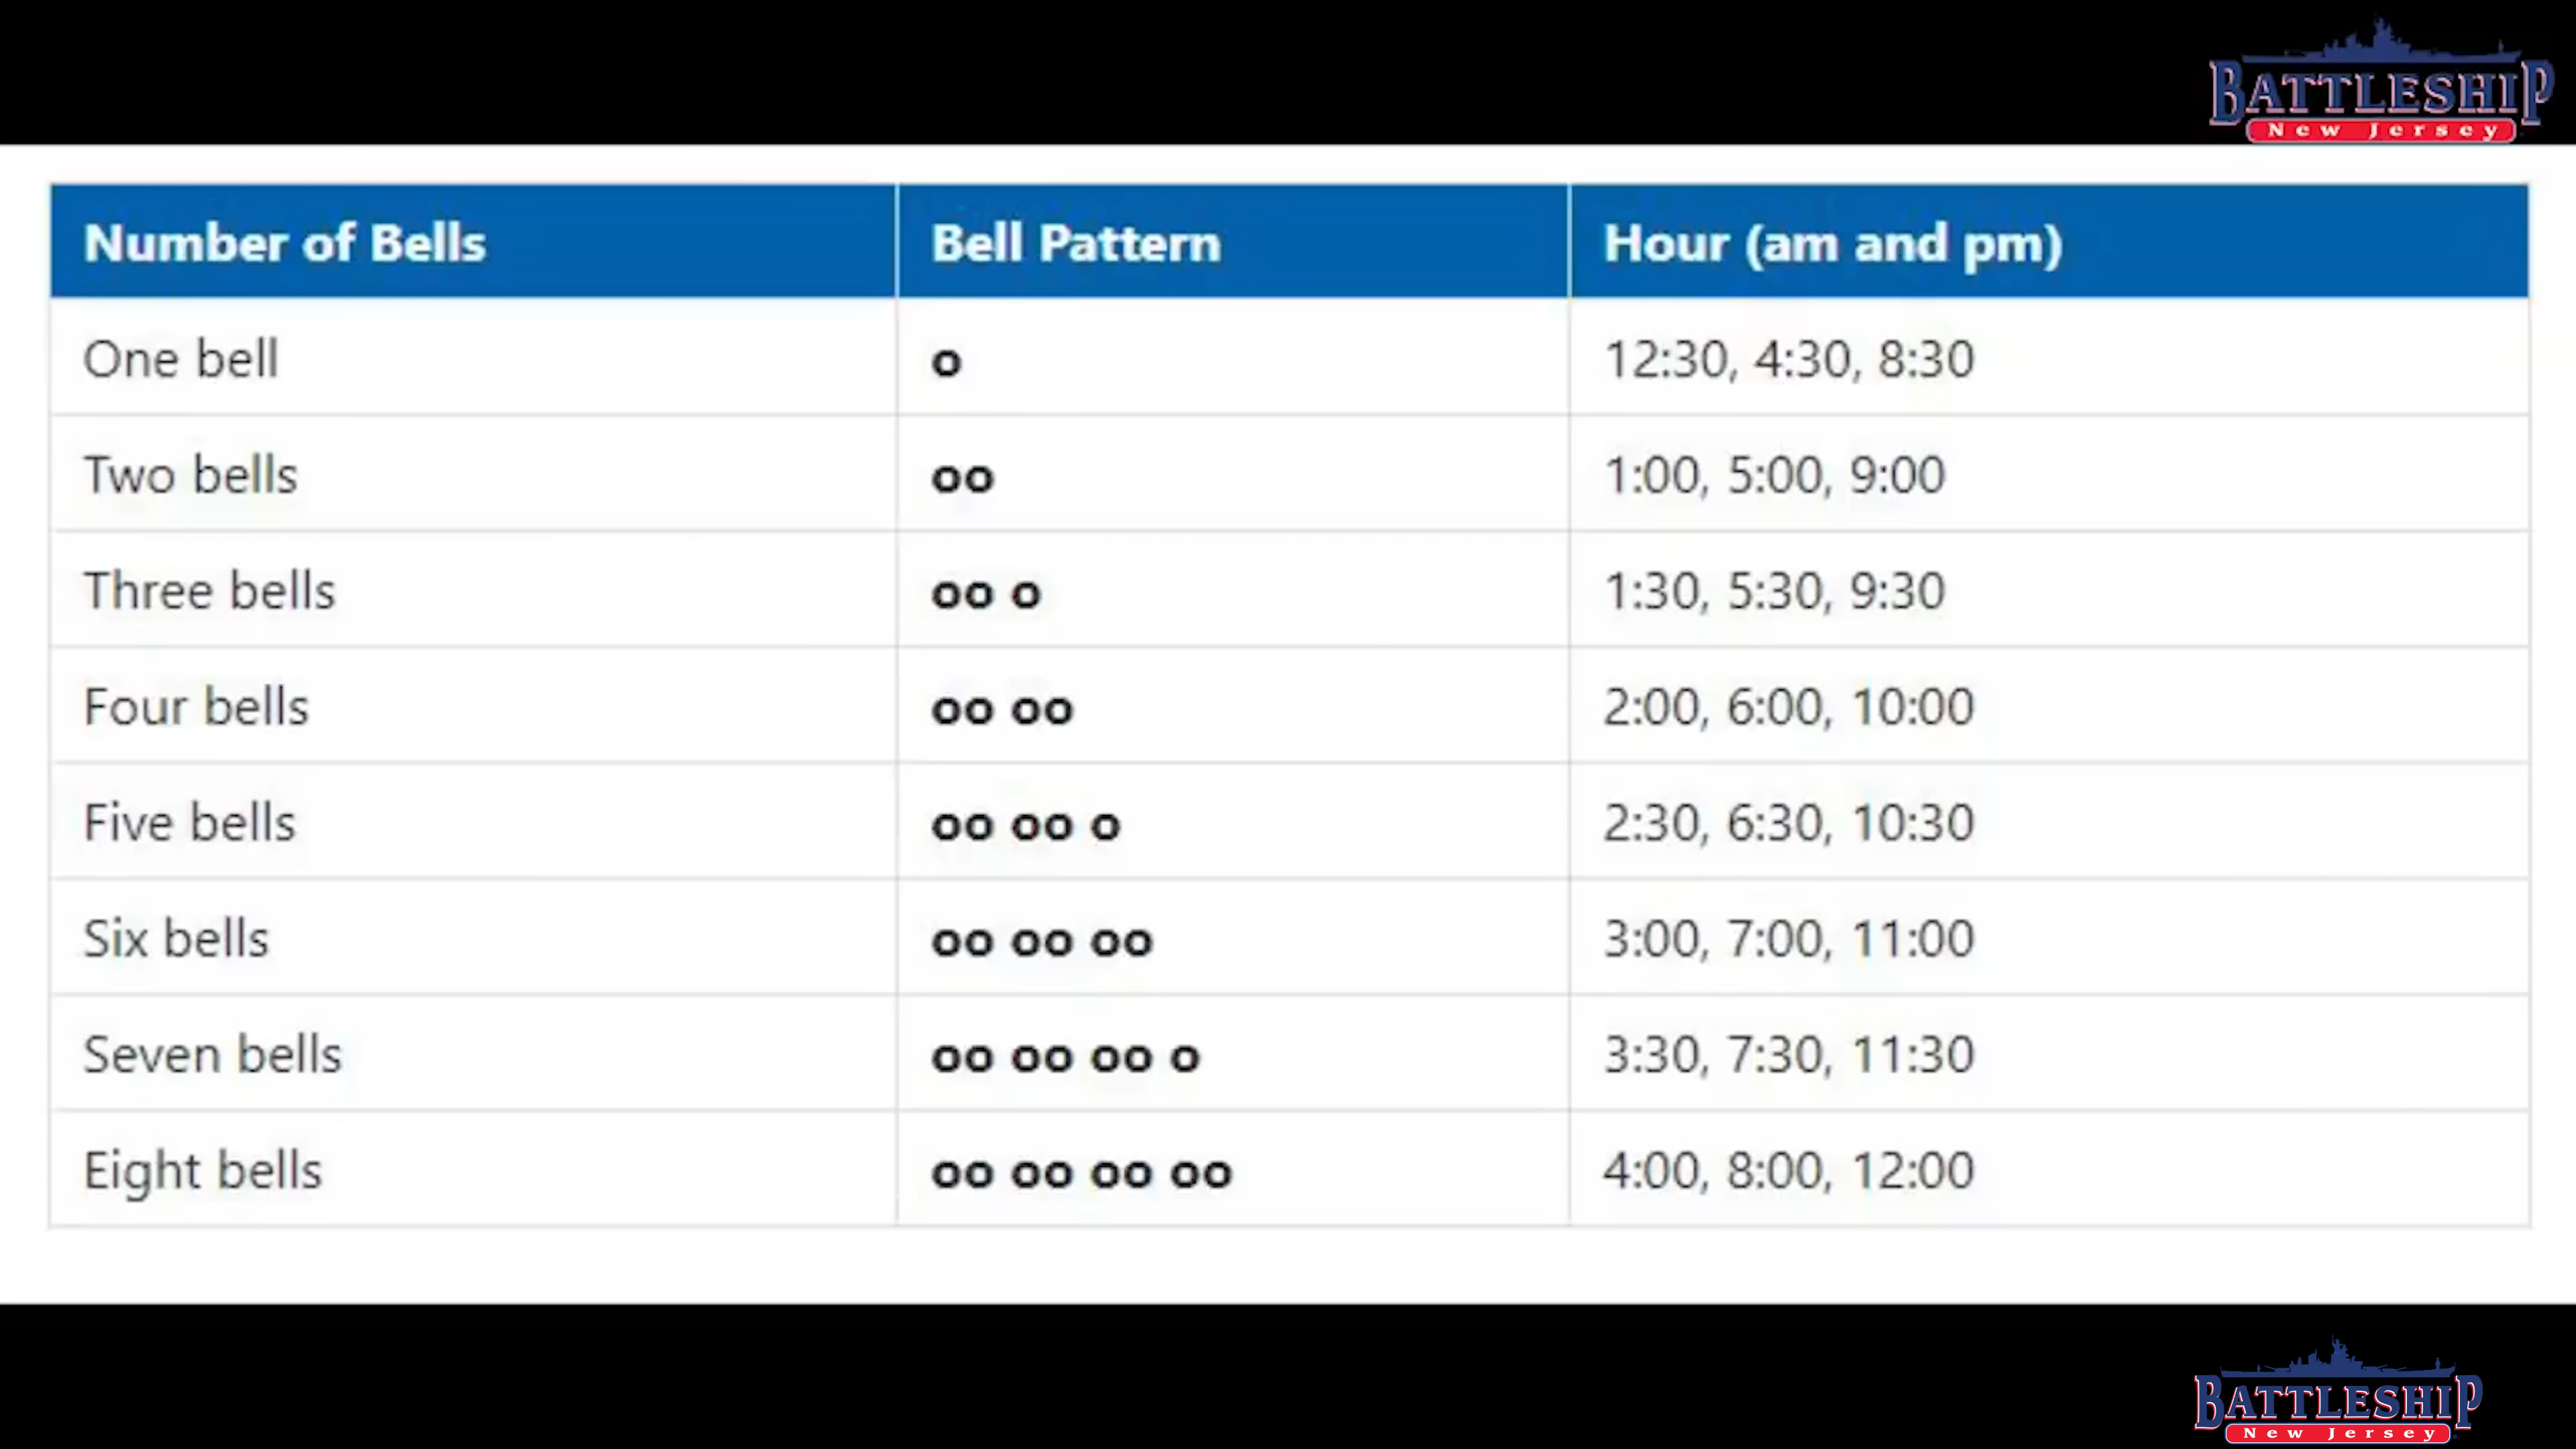 BATTLESHIP
New Jersey
Number of Bells Bell Pattern Hour (am and pm)
One bell o 12:30, 4:30, 8:30
Two bells oo 1:00, 5:00, 9:00
Three bells oo o 1:30, 5:30, 9:30
Four bells oo oo 2:00, 6:00, 10:00
Five bells oo oo o 2:30, 6:30, 10:30
Six bells oo oo oo 3:00, 7:00, 11:00
Seven bells oo oo oo o 3:30, 7:30, 11:30
Eight bells oo oo oo oo 4:00, 8:00, 12:00
BATTLESHIP
New Jersey